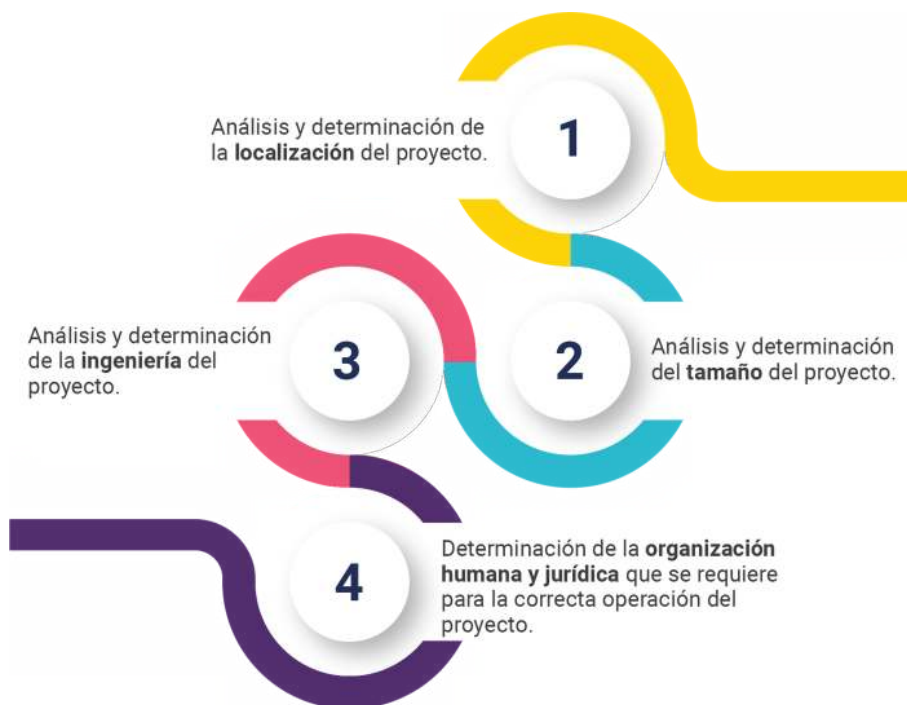 1
Análisis y determinación de
la localización del proyecto.
2
Análisis y determinación
del tamaño del proyecto.
3
Análisis y determinación
de la ingeniería del
proyecto.
4
Determinación de la organización
humana y jurídica que se requiere
para la correcta operación del
proyecto.